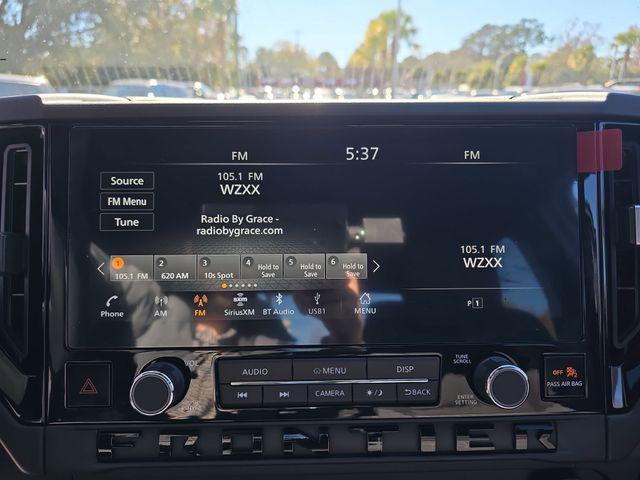 FM 5:37 FM
Source
FM Menu
Tune
105.1 FM
WZXX
Radio By Grace -
radiobygrace.com
105.1 FM
WZXX
1 105.1 FM
2 620 AM
3 10s Spot
4 Hold to Save
5 Hold to Save
6 Hold to Save
Phone AM FM SiriusXM BT Audio USB1 MENU
P 1
VOL AUDIO MENU DISP TUNE SCROLL
OFF
PASS AIR BAG
CAMERA BACK
ENTER SETTING
FRONTIER